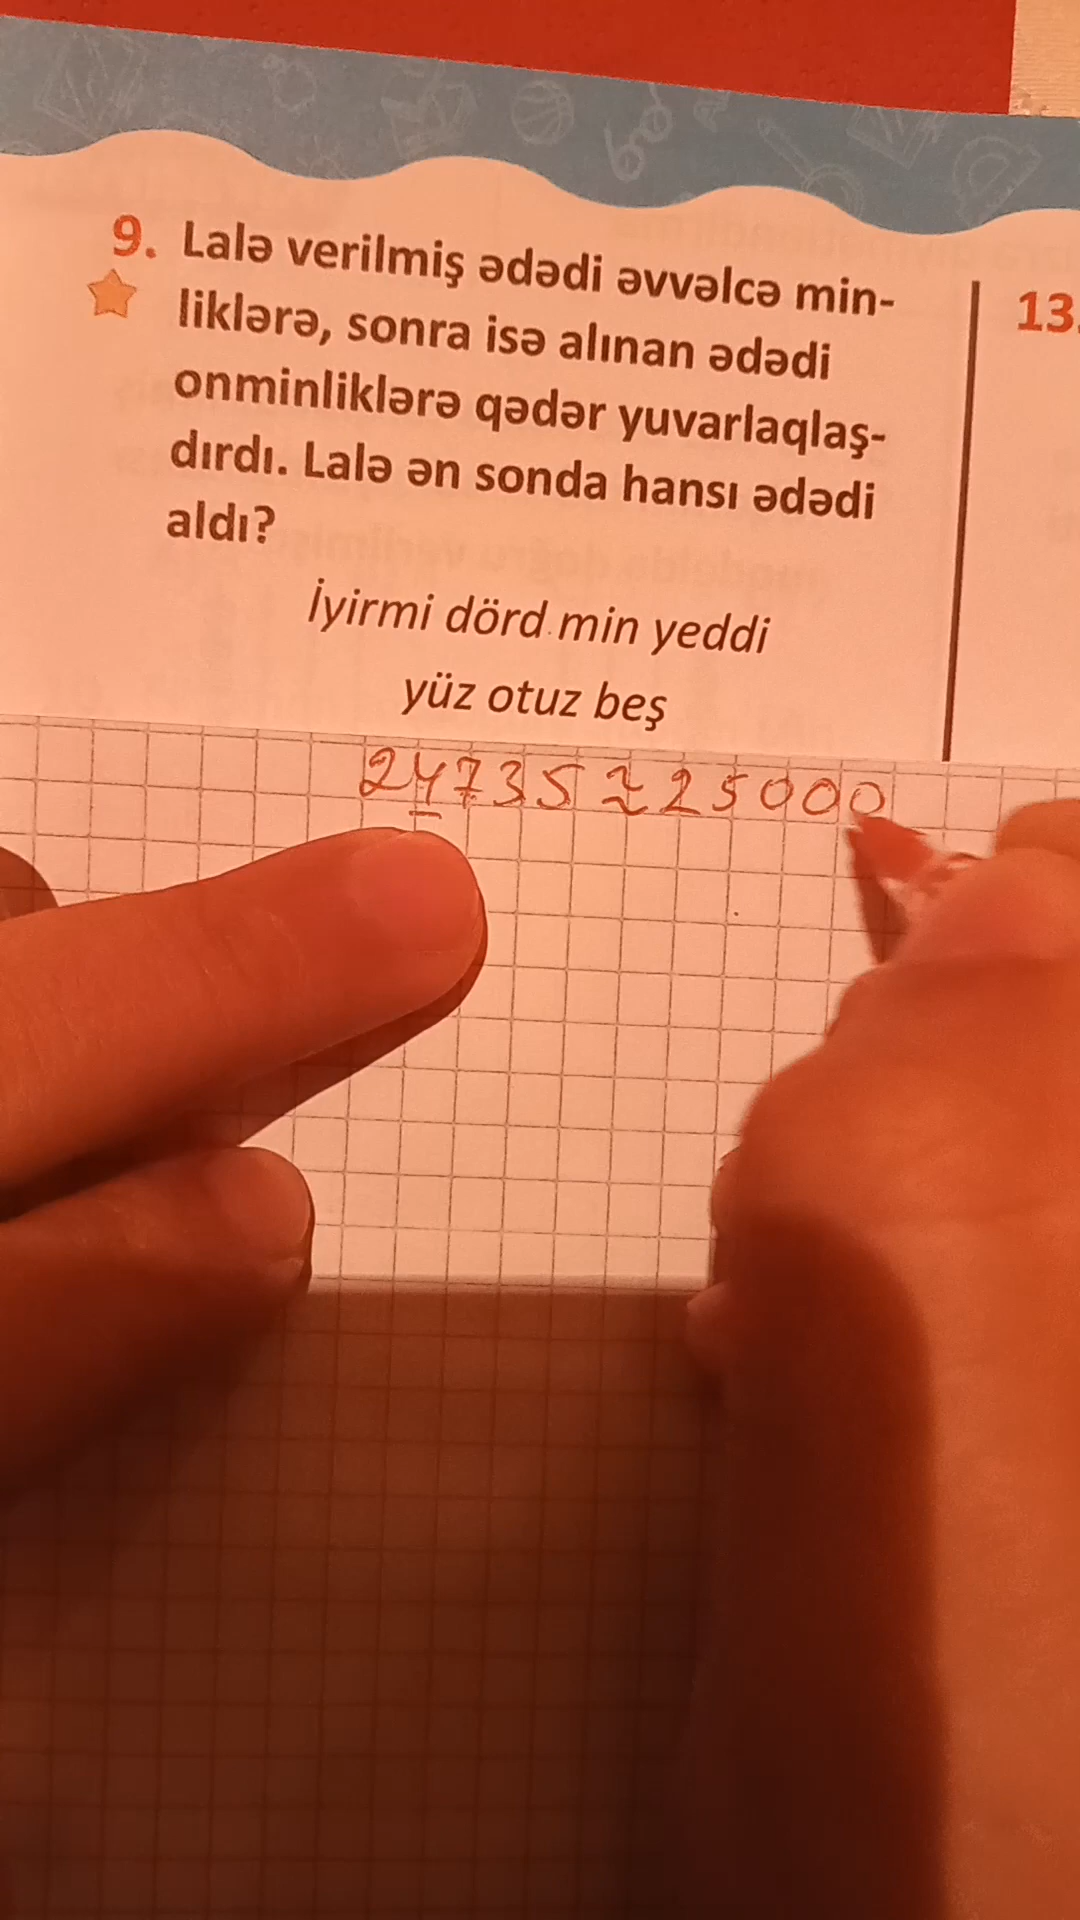 9. Lalə verilmiş ədədi əvvəlcə min-
liklərə, sonra isə alınan ədədi
onminliklərə qədər yuvarlaqlaş-
dırdı. Lalə ən sonda hansı ədədi
aldı?
İyirmi dörd min yeddi
yüz otuz beş
24735 ≈ 25000
13.